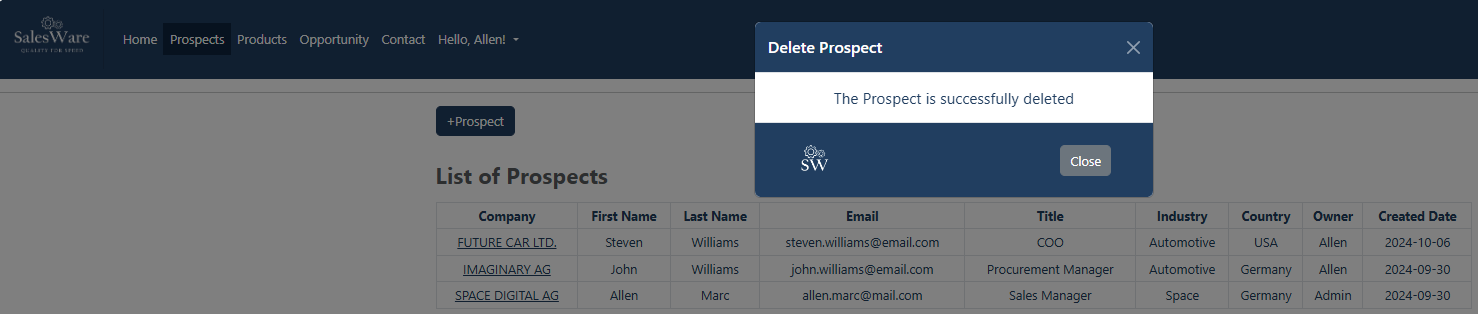 SalesWare
QUALITY FOR SPEED
Home Prospects Products Opportunity Contact Hello, Allen!
Delete Prospect
The Prospect is successfully deleted
SW
Close
+Prospect
List of Prospects
Company First Name Last Name Email Title Industry Country Owner Created Date
FUTURE CAR LTD. Steven Williams steven.williams@email.com COO Automotive USA Allen 2024-10-06
IMAGINARY AG John Williams john.williams@email.com Procurement Manager Automotive Germany Allen 2024-09-30
SPACE DIGITAL AG Allen Marc allen.marc@mail.com Sales Manager Space Germany Admin 2024-09-30